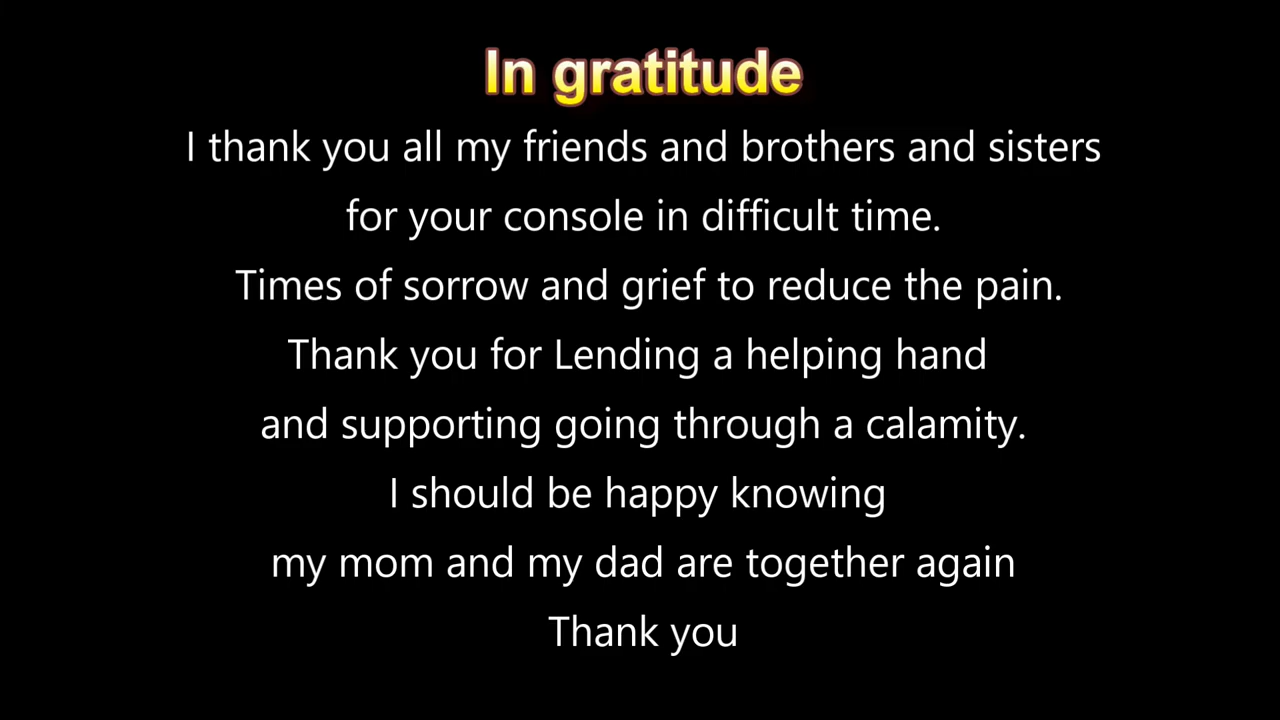 In gratitude
I thank you all my friends and brothers and sisters
for your console in difficult time.
Times of sorrow and grief to reduce the pain.
Thank you for Lending a helping hand
and supporting going through a calamity.
I should be happy knowing
my mom and my dad are together again
Thank you